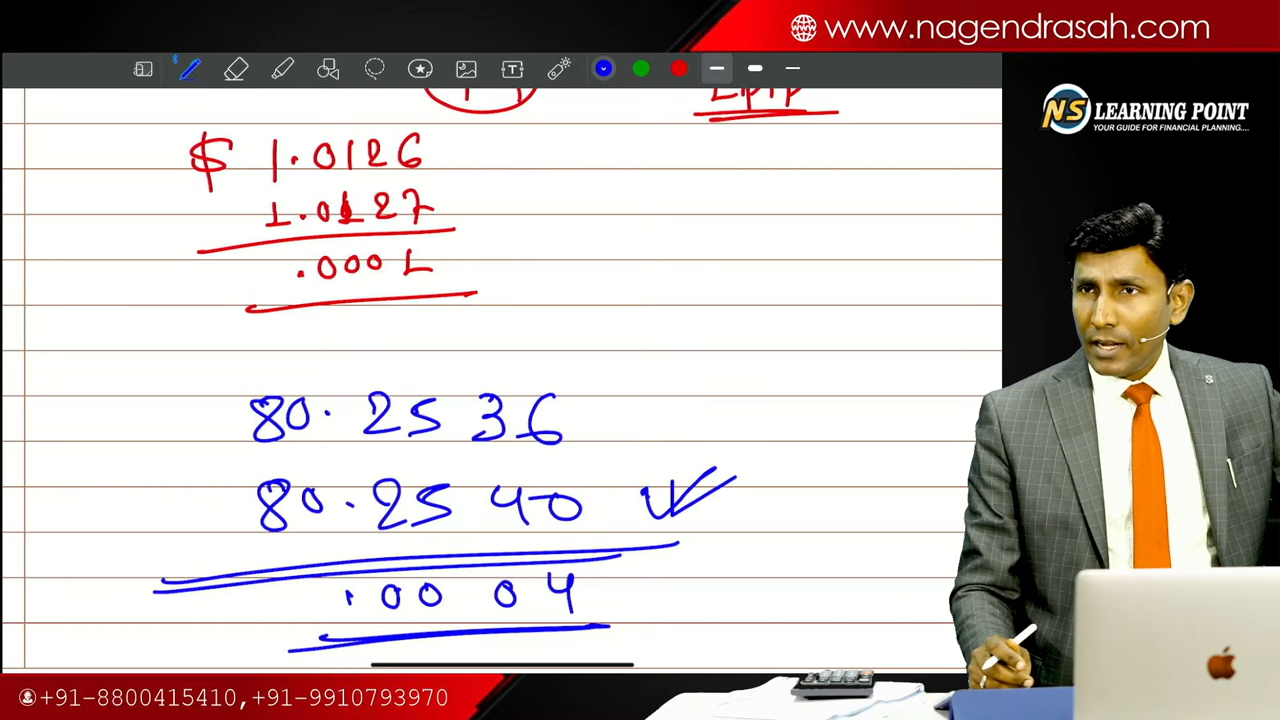 www.nagendrasah.com
NS LEARNING POINT
YOUR GUIDE FOR FINANCIAL PLANNING....
$ 1.0126
1.0127
.0001
80.2536
80.2540
.0004
+91-8800415410,+91-9910793970